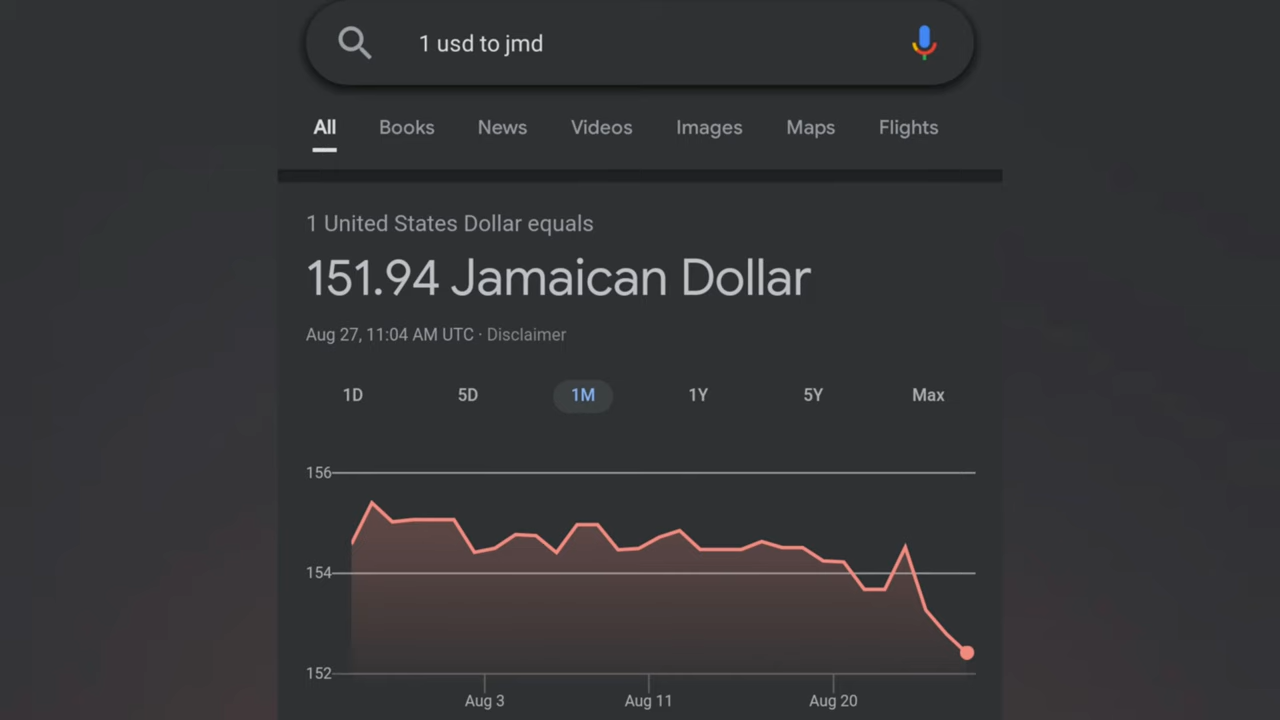 1 usd to jmd
All Books News Videos Images Maps Flights
1 United States Dollar equals
151.94 Jamaican Dollar
Aug 27, 11:04 AM UTC · Disclaimer
1D 5D 1M 1Y 5Y Max
156
154
152
Aug 3 Aug 11 Aug 20